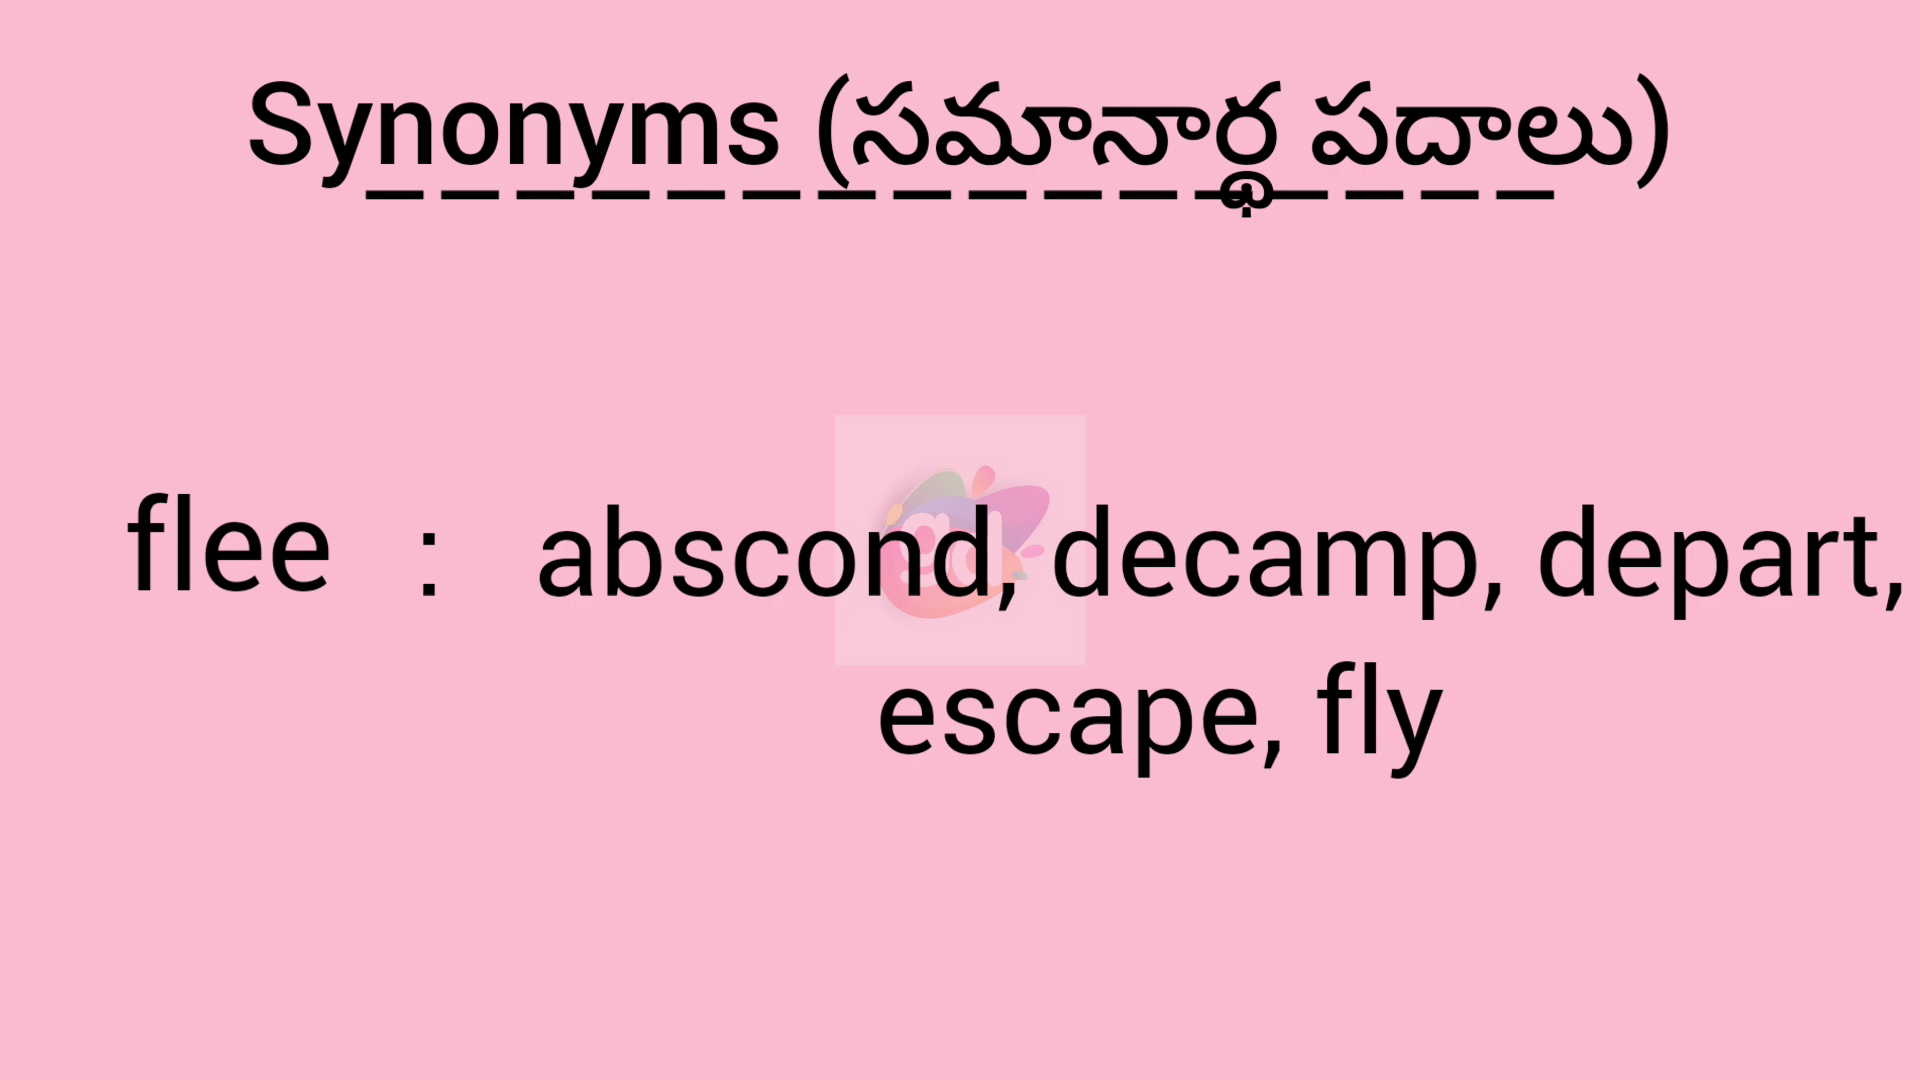 Synonyms (సమానార్థ పదాలు)
flee : abscond, decamp, depart,
escape, fly